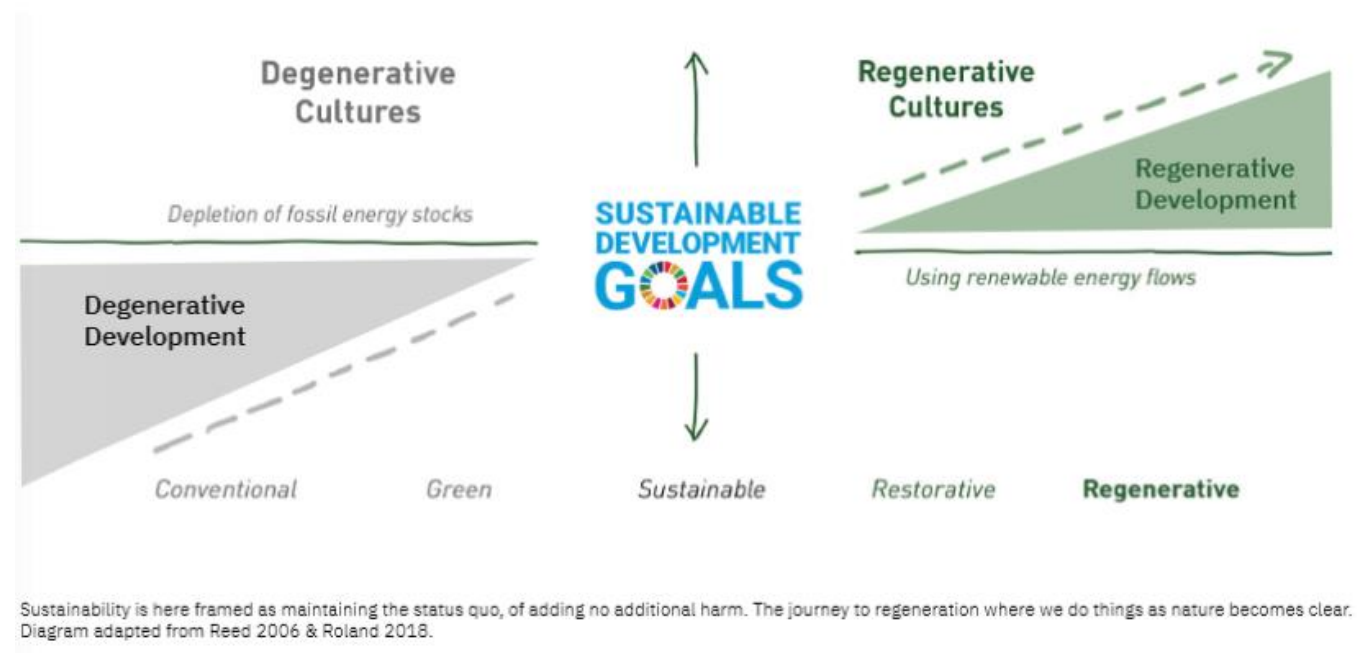 Degenerative
Cultures
Regenerative
Cultures
Depletion of fossil energy stocks
SUSTAINABLE
DEVELOPMENT
GOALS
Regenerative
Development
Using renewable energy flows
Degenerative
Development
Conventional
Green
Sustainable
Restorative
Regenerative
Sustainability is here framed as maintaining the status quo, of adding no additional harm. The journey to regeneration where we do things as nature becomes clear.
Diagram adapted from Reed 2006 & Roland 2018.